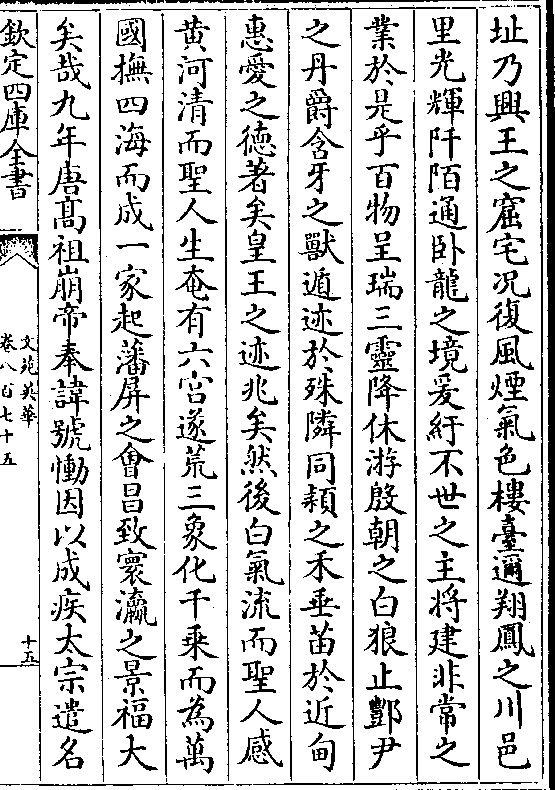 址乃興王之窟宅况復風煙氣色樓臺邇翔鳳之川邑
里光輝阡陌通卧龍之境爰紆不世之主将建非常之
業於是乎百物呈瑞三靈降休游殷朝之白狼止酆尹
之丹爵含牙之獸遁迹於殊隣同穎之禾垂苗於近甸
惠愛之徳著矣皇王之迹兆矣然後白氣流而聖人感
黄河清而聖人生奄有六宫遂荒三象化千乘而為萬
國撫四海而成一家起藩屏之會昌致寰瀛之景福大
矣哉九年唐髙祖崩帝奉諱號慟因以成疾太宗遣名
欽定四庫全書
文苑英華
卷八百七十五
十五